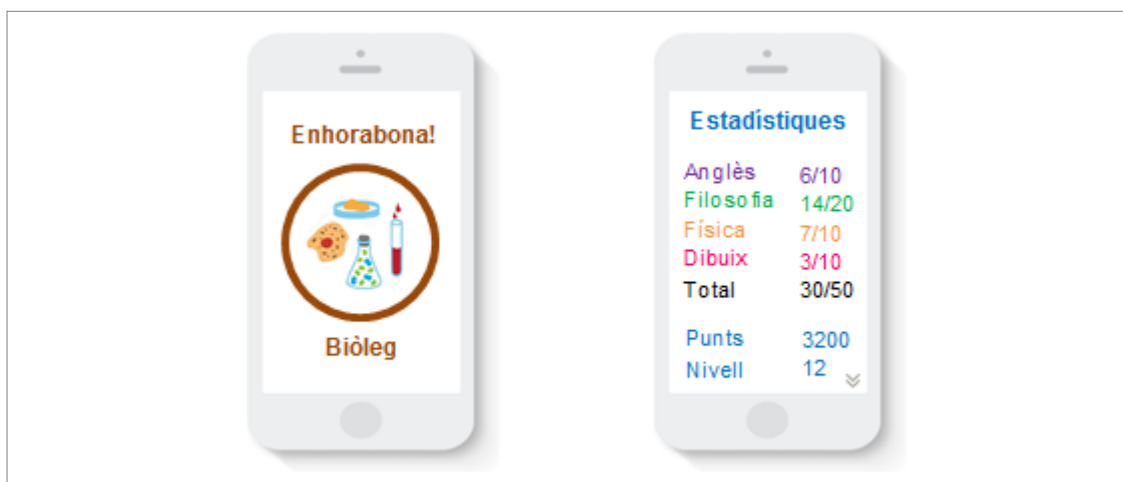 Enhorabona!
Biòleg
Estadístiques
Anglès 6/10
Filosofia 14/20
Física 7/10
Dibuix 3/10
Total 30/50
Punts 3200
Nivell 12